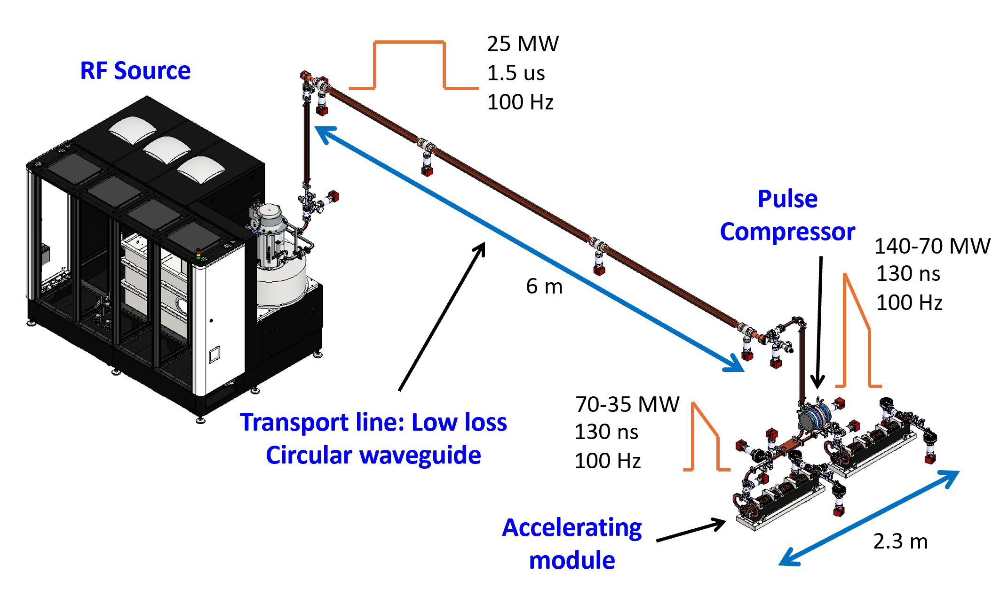 RF Source
25 MW
1.5 us
100 Hz
6 m
Pulse
Compressor
140-70 MW
130 ns
100 Hz
Transport line: Low loss
Circular waveguide
70-35 MW
130 ns
100 Hz
Accelerating
module
2.3 m